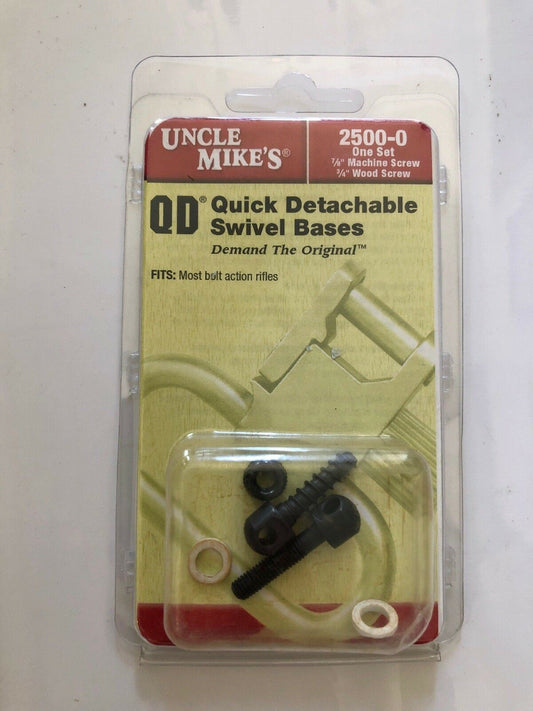 UNCLE
MIKE'S®
2500-0
One Set
7/8" Machine Screw
3/4" Wood Screw
QD® Quick Detachable
Swivel Bases
Demand The Original™
FITS: Most bolt action rifles